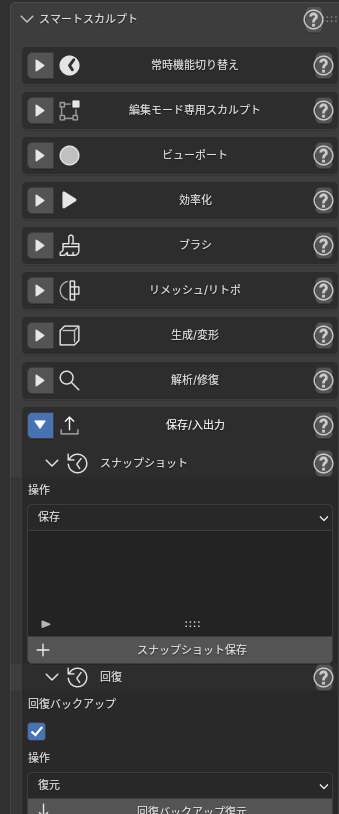 スマートスカルプト
常時機能切り替え
編集モード専用スカルプト
ビューポート
効率化
ブラシ
リメッシュ/リトポ
生成/変形
解析/修復
保存/入出力
スナップショット
操作
保存
スナップショット保存
回復
回復バックアップ
操作
復元
回復バックアップ復元